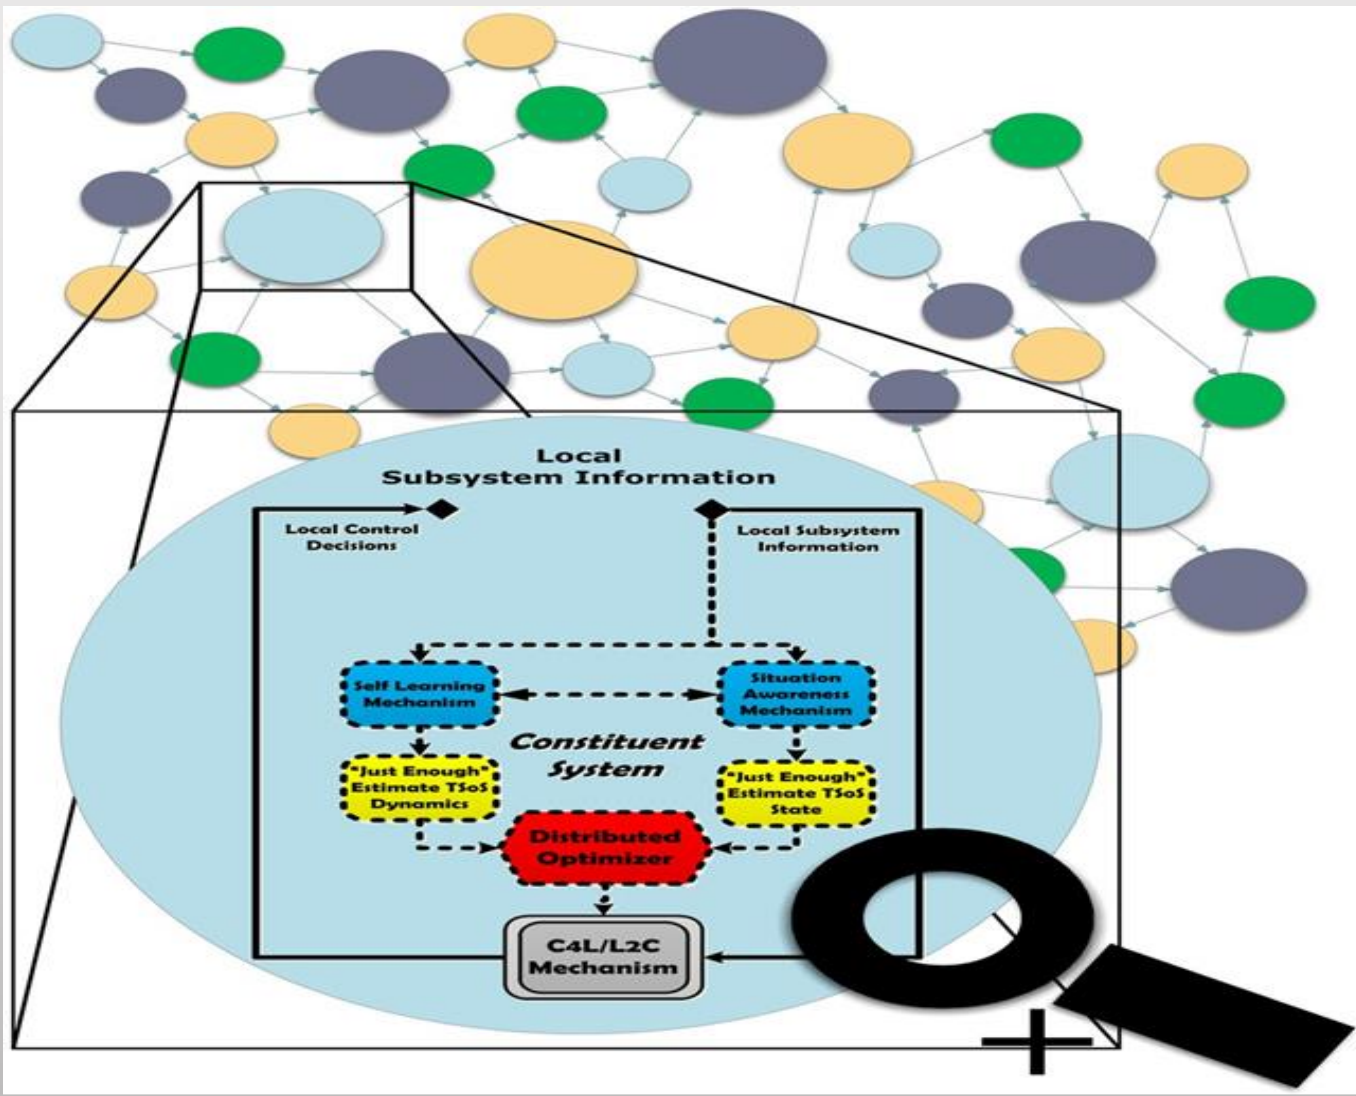 Local
Subsystem Information
Local Control
Decisions
Local Subsystem
Information
Self Learning
Mechanism
Situation
Awareness
Mechanism
Constituent
System
"Just Enough"
Estimate TSoS
Dynamics
"Just Enough"
Estimate TSoS
State
Distributed
Optimizer
C4L/L2C
Mechanism